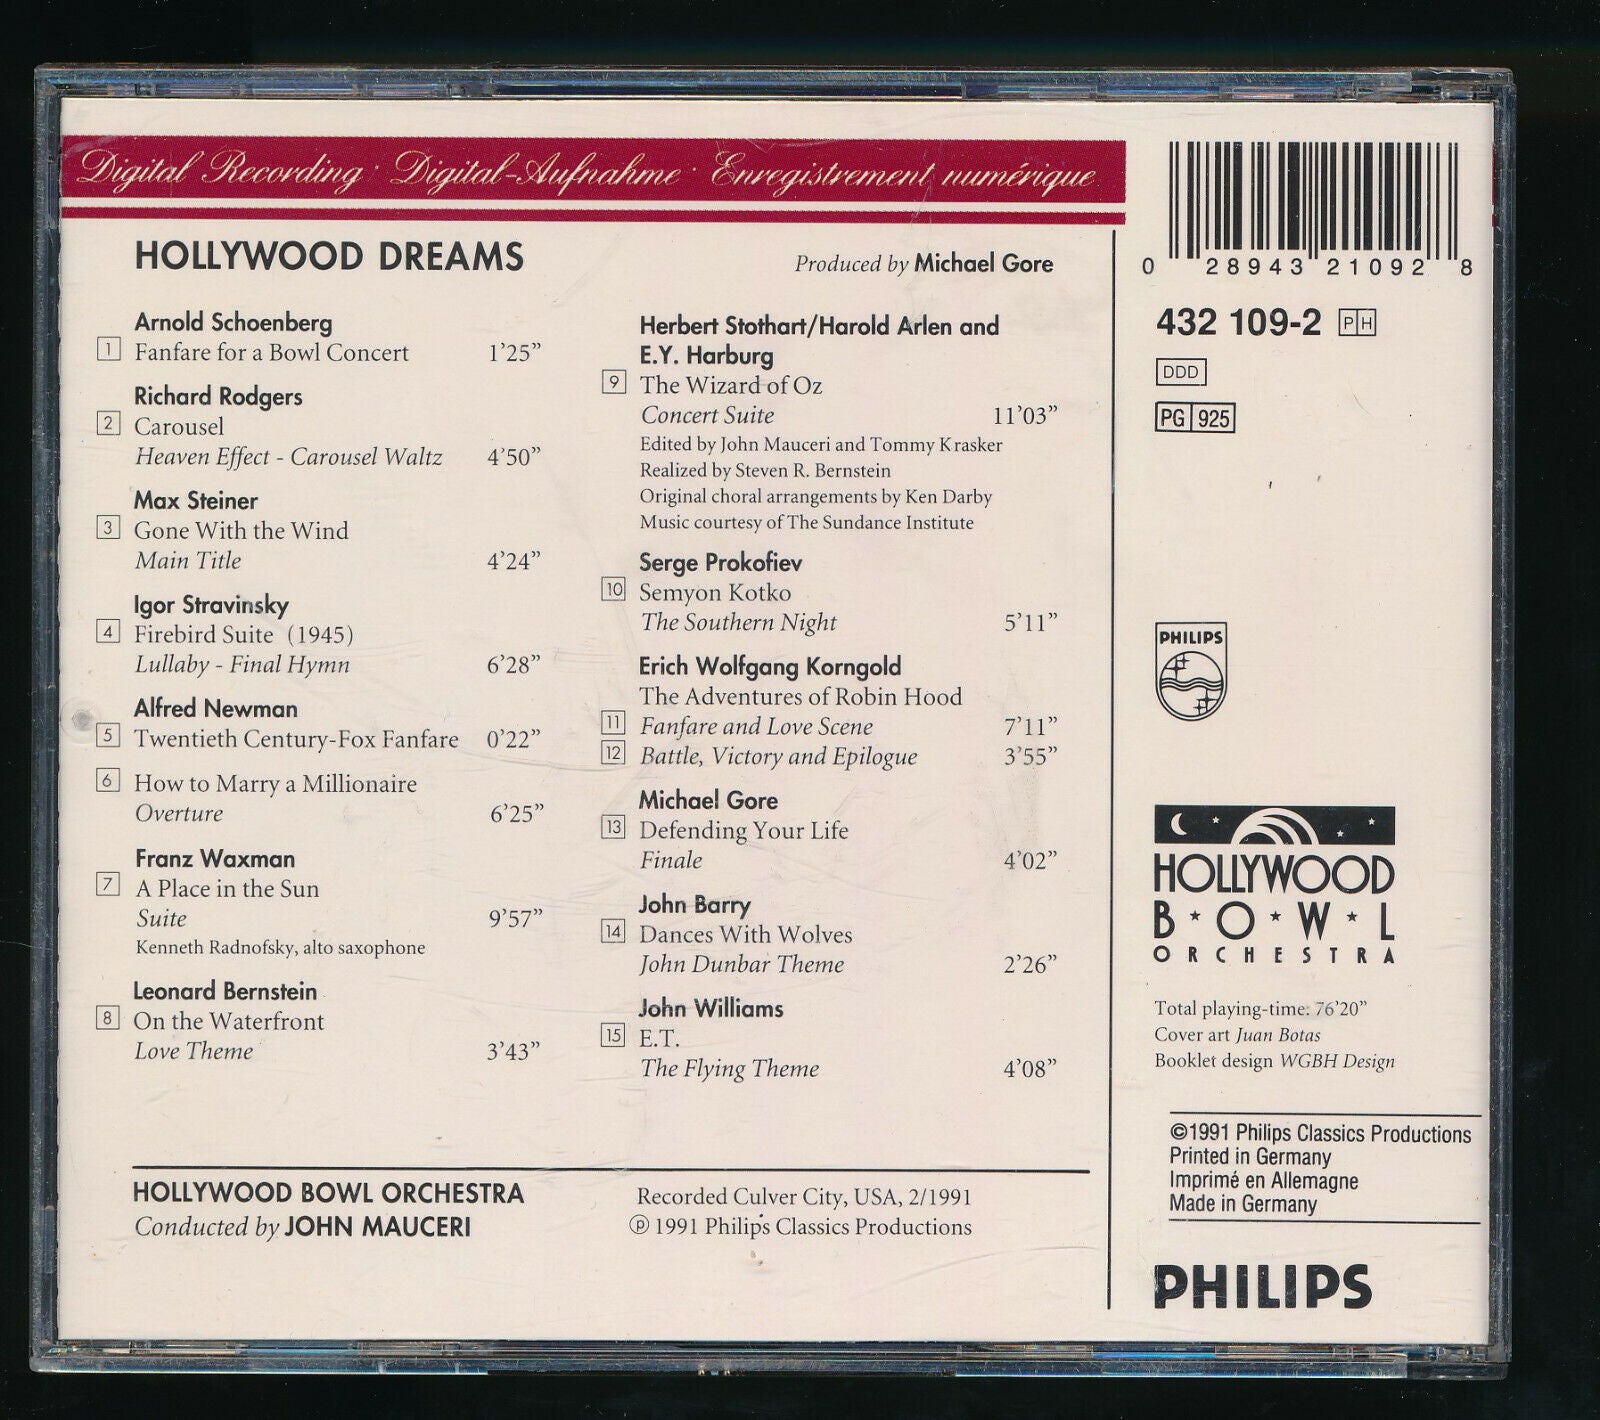 Digital Recording · Digital-Aufnahme · Enregistrement numérique
HOLLYWOOD DREAMS
Produced by Michael Gore
Arnold Schoenberg
1 Fanfare for a Bowl Concert 1’25”
Richard Rodgers
2 Carousel
Heaven Effect - Carousel Waltz 4’50”
Max Steiner
3 Gone With the Wind
Main Title 4’24”
Igor Stravinsky
4 Firebird Suite (1945)
Lullaby - Final Hymn 6’28”
Alfred Newman
5 Twentieth Century-Fox Fanfare 0’22”
6 How to Marry a Millionaire
Overture 6’25”
Franz Waxman
7 A Place in the Sun
Suite 9’57”
Kenneth Radnofsky, alto saxophone
Leonard Bernstein
8 On the Waterfront
Love Theme 3’43”
Herbert Stothart/Harold Arlen and
E.Y. Harburg
9 The Wizard of Oz
Concert Suite 11’03”
Edited by John Mauceri and Tommy Krasker
Realized by Steven R. Bernstein
Original choral arrangements by Ken Darby
Music courtesy of The Sundance Institute
Serge Prokofiev
10 Semyon Kotko
The Southern Night 5’11”
Erich Wolfgang Korngold
The Adventures of Robin Hood
11 Fanfare and Love Scene 7’11”
12 Battle, Victory and Epilogue 3’55”
Michael Gore
13 Defending Your Life
Finale 4’02”
John Barry
14 Dances With Wolves
John Dunbar Theme 2’26”
John Williams
15 E.T.
The Flying Theme 4’08”
HOLLYWOOD BOWL ORCHESTRA
Conducted by JOHN MAUCERI
Recorded Culver City, USA, 2/1991
℗ 1991 Philips Classics Productions
0 28943 21092 8
432 109-2 PH
DDD
PG 925
PHILIPS
HOLLYWOOD
B★O★W★L
ORCHESTRA
Total playing-time: 76’20”
Cover art Juan Botas
Booklet design WGBH Design
©1991 Philips Classics Productions
Printed in Germany
Imprimé en Allemagne
Made in Germany
PHILIPS